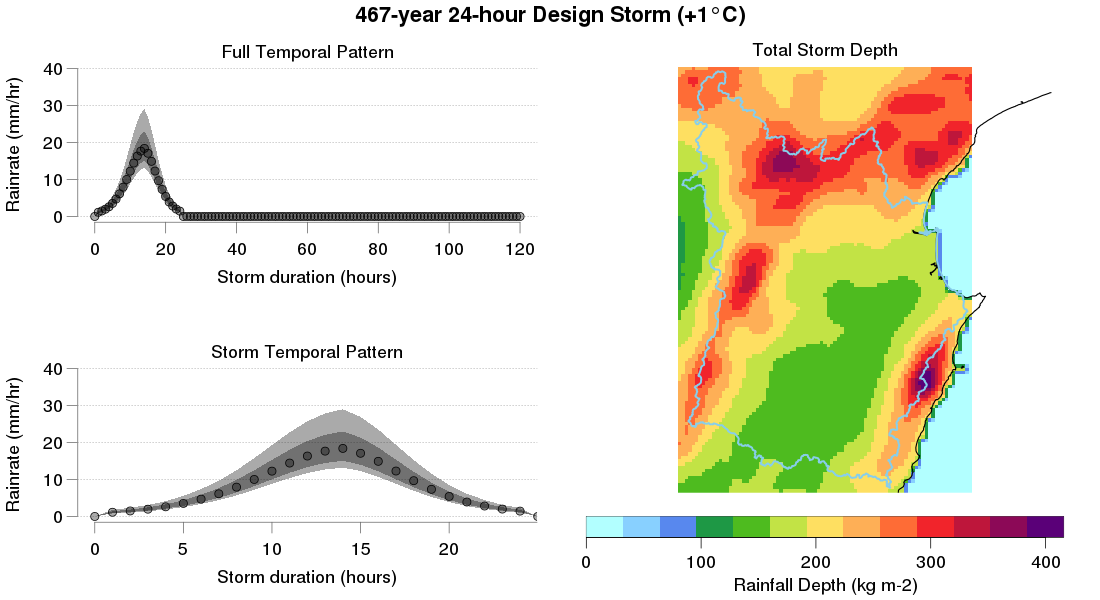 467-year 24-hour Design Storm (+1°C)
Full Temporal Pattern
Rainrate (mm/hr)
40
30
20
10
0
0 20 40 60 80 100 120
Storm duration (hours)
Storm Temporal Pattern
Rainrate (mm/hr)
40
30
20
10
0
0 5 10 15 20
Storm duration (hours)
Total Storm Depth
0 100 200 300 400
Rainfall Depth (kg m-2)